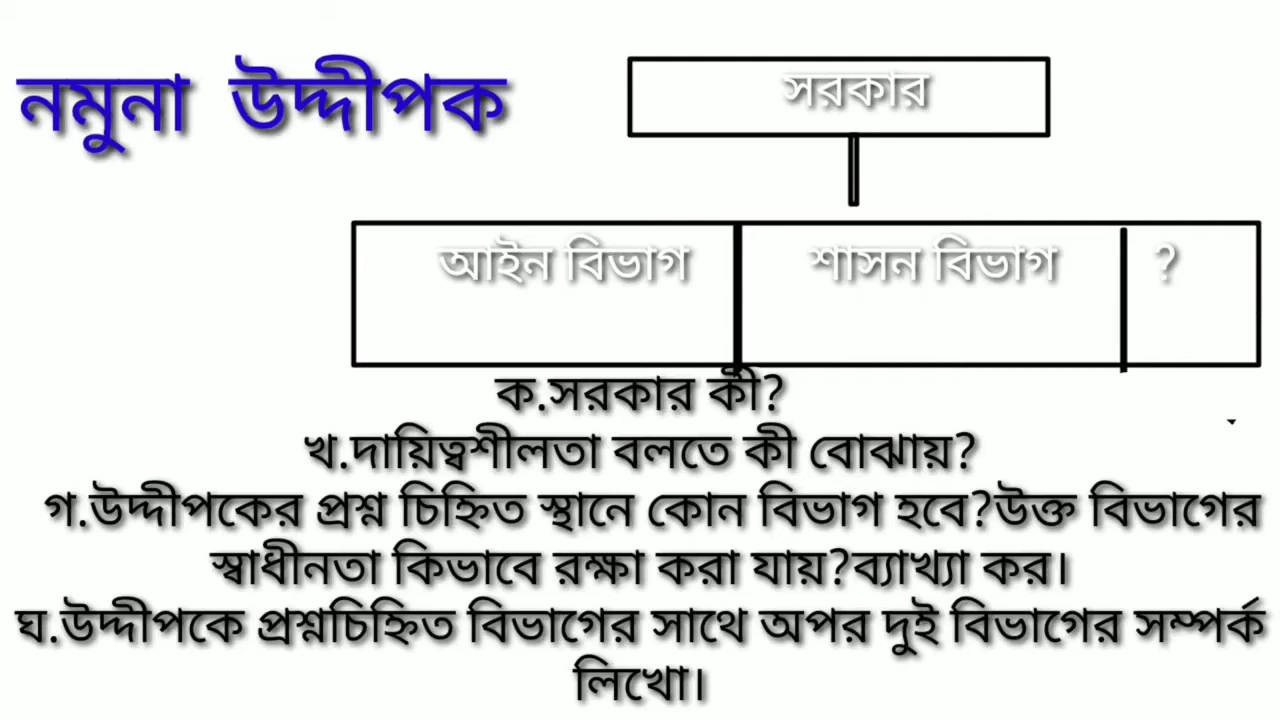 নমুনা উদ্দীপক
সরকার
আইন বিভাগ
শাসন বিভাগ
?
ক.সরকার কী?
খ.দায়িত্বশীলতা বলতে কী বোঝায়?
গ.উদ্দীপকের প্রশ্ন চিহ্নিত স্থানে কোন বিভাগ হবে?উক্ত বিভাগের
স্বাধীনতা কিভাবে রক্ষা করা যায়?ব্যাখ্যা কর।
ঘ.উদ্দীপকে প্রশ্নচিহ্নিত বিভাগের সাথে অপর দুই বিভাগের সম্পর্ক
লিখো।